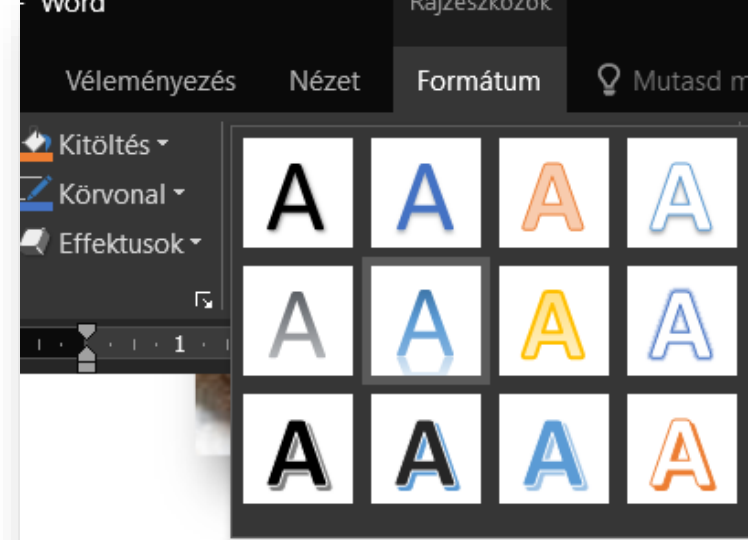 Word
Rajzeszközök
Véleményezés
Nézet
Formátum
Mutasd m
Kitöltés
Körvonal
Effektusok
1
A A A A
A A A A
A A A A